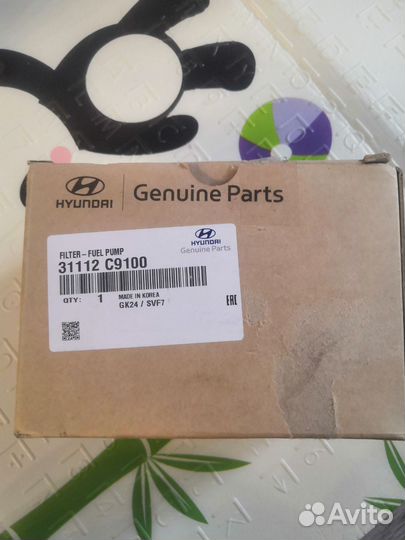 HYUNDAI
Genuine Parts
FILTER-FUEL PUMP
31112 C9100
HYUNDAI
Genuine Parts
QTY: 1
MADE IN KOREA
GK24 / SVF7
EAC
Avito